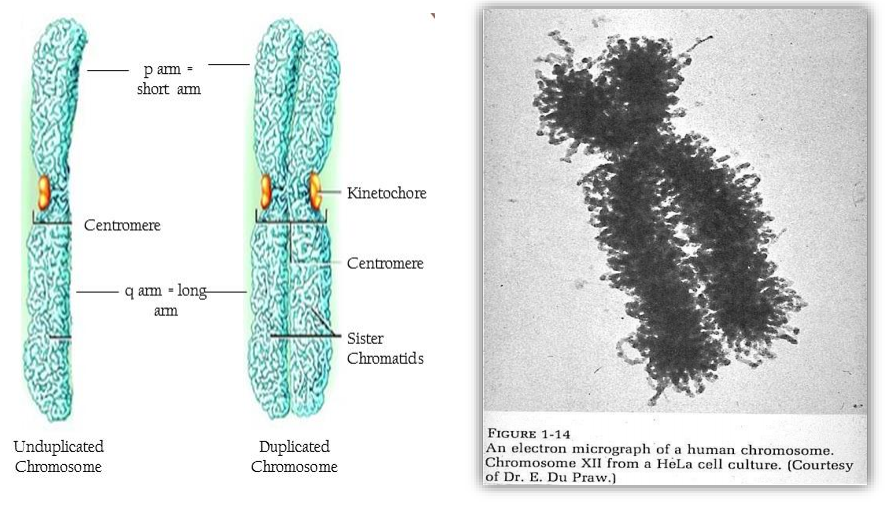 p arm =
short arm
Kinetochore
Centromere
Centromere
q arm = long
arm
Sister
Chromatids
Unduplicated
Chromosome
Duplicated
Chromosome
FIGURE 1-14
An electron micrograph of a human chromosome.
Chromosome XII from a HeLa cell culture. (Courtesy
of Dr. E. Du Praw.)